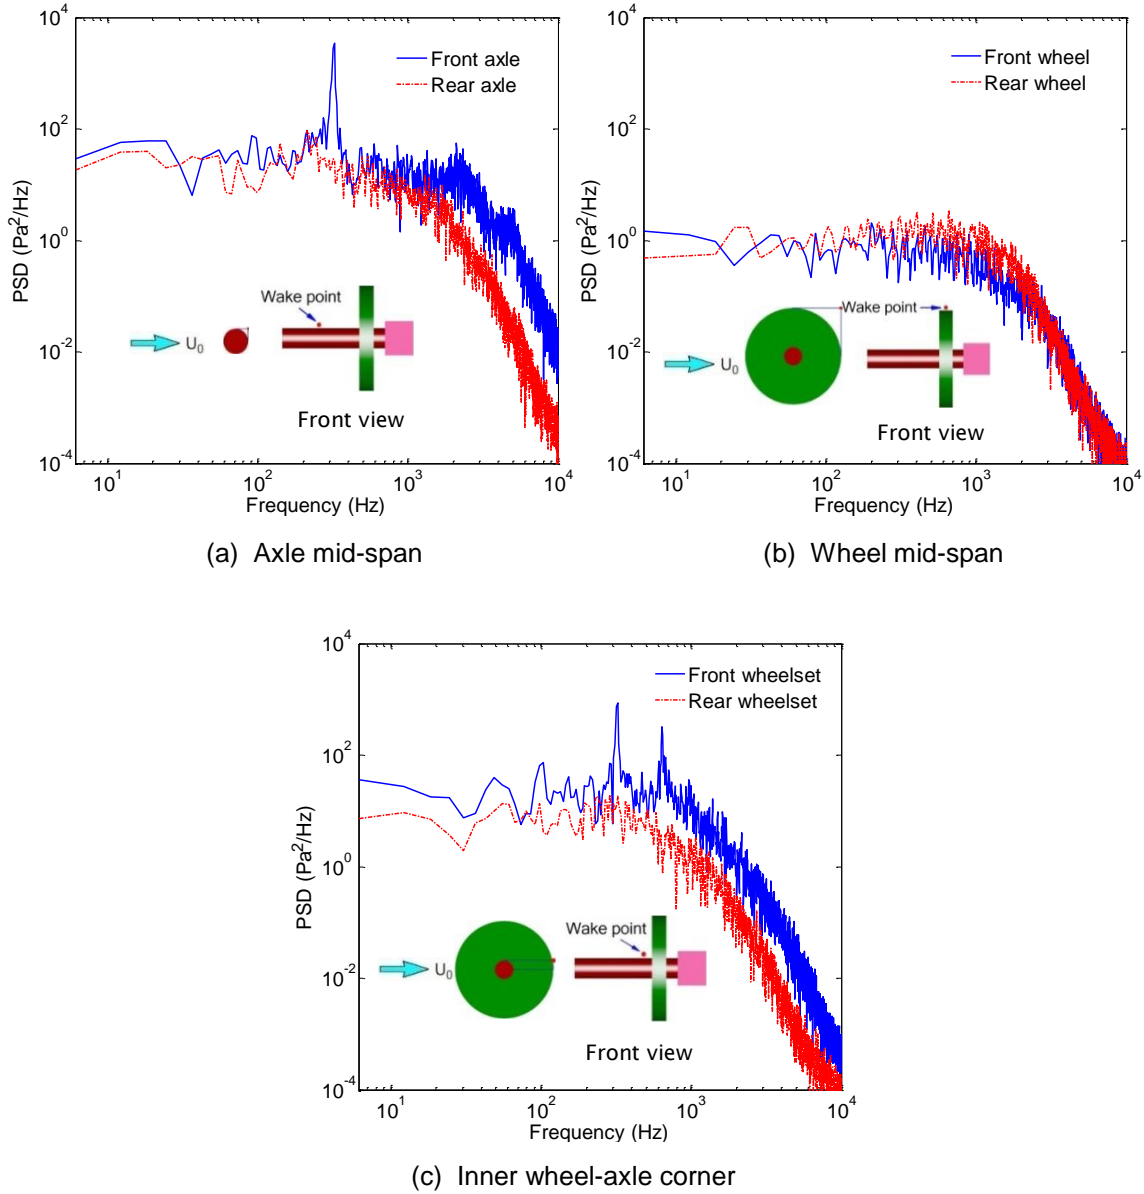 10^4
10^2
10^0
10^-2
10^-4
PSD (Pa^2/Hz)
Front axle
Rear axle
Wake point
U_0
Front view
10^1 10^2 10^3 10^4
Frequency (Hz)
(a) Axle mid-span
10^4
10^2
10^0
10^-2
10^-4
PSD (Pa^2/Hz)
Front wheel
Rear wheel
Wake point
U_0
Front view
10^1 10^2 10^3 10^4
Frequency (Hz)
(b) Wheel mid-span
10^4
10^2
10^0
10^-2
10^-4
PSD (Pa^2/Hz)
Front wheelset
Rear wheelset
Wake point
U_0
Front view
10^1 10^2 10^3 10^4
Frequency (Hz)
(c) Inner wheel-axle corner